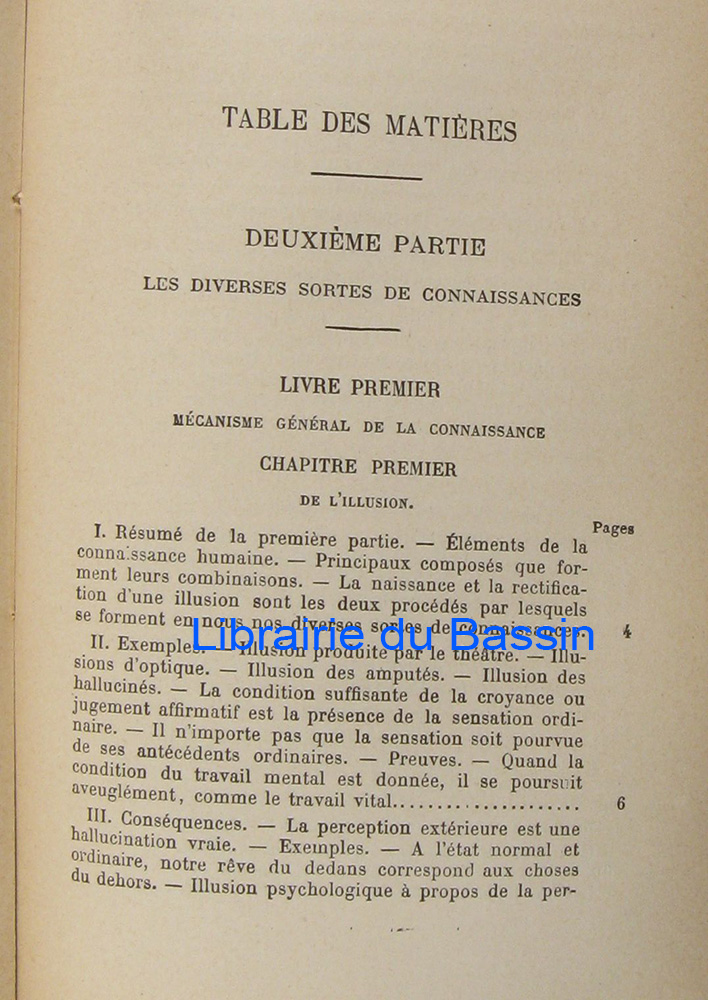 TABLE DES MATIÈRES
DEUXIÈME PARTIE
LES DIVERSES SORTES DE CONNAISSANCES
LIVRE PREMIER
MÉCANISME GÉNÉRAL DE LA CONNAISSANCE
CHAPITRE PREMIER
DE L'ILLUSION.
Pages
I. Résumé de la première partie. — Éléments de la
connaissance humaine. — Principaux composés que for-
ment leurs combinaisons. — La naissance et la rectifica-
tion d'une illusion sont les deux procédés par lesquels
se forment en nous nos diverses sortes de connaissances. 4
Librairie du Bassin
II. Exemples. — Illusion produite par le théâtre. — Illu-
sions d'optique. — Illusion des amputés. — Illusion des
hallucinés. — La condition suffisante de la croyance ou
jugement affirmatif est la présence de la sensation ordi-
naire. — Il n'importe pas que la sensation soit pourvue
de ses antécédents ordinaires. — Preuves. — Quand la
condition du travail mental est donnée, il se poursuit
aveuglément, comme le travail vital..................... 6
III. Conséquences. — La perception extérieure est une
hallucination vraie. — Exemples. — A l'état normal et
ordinaire, notre rêve du dedans correspond aux choses
du dehors. — Illusion psychologique à propos de la per-